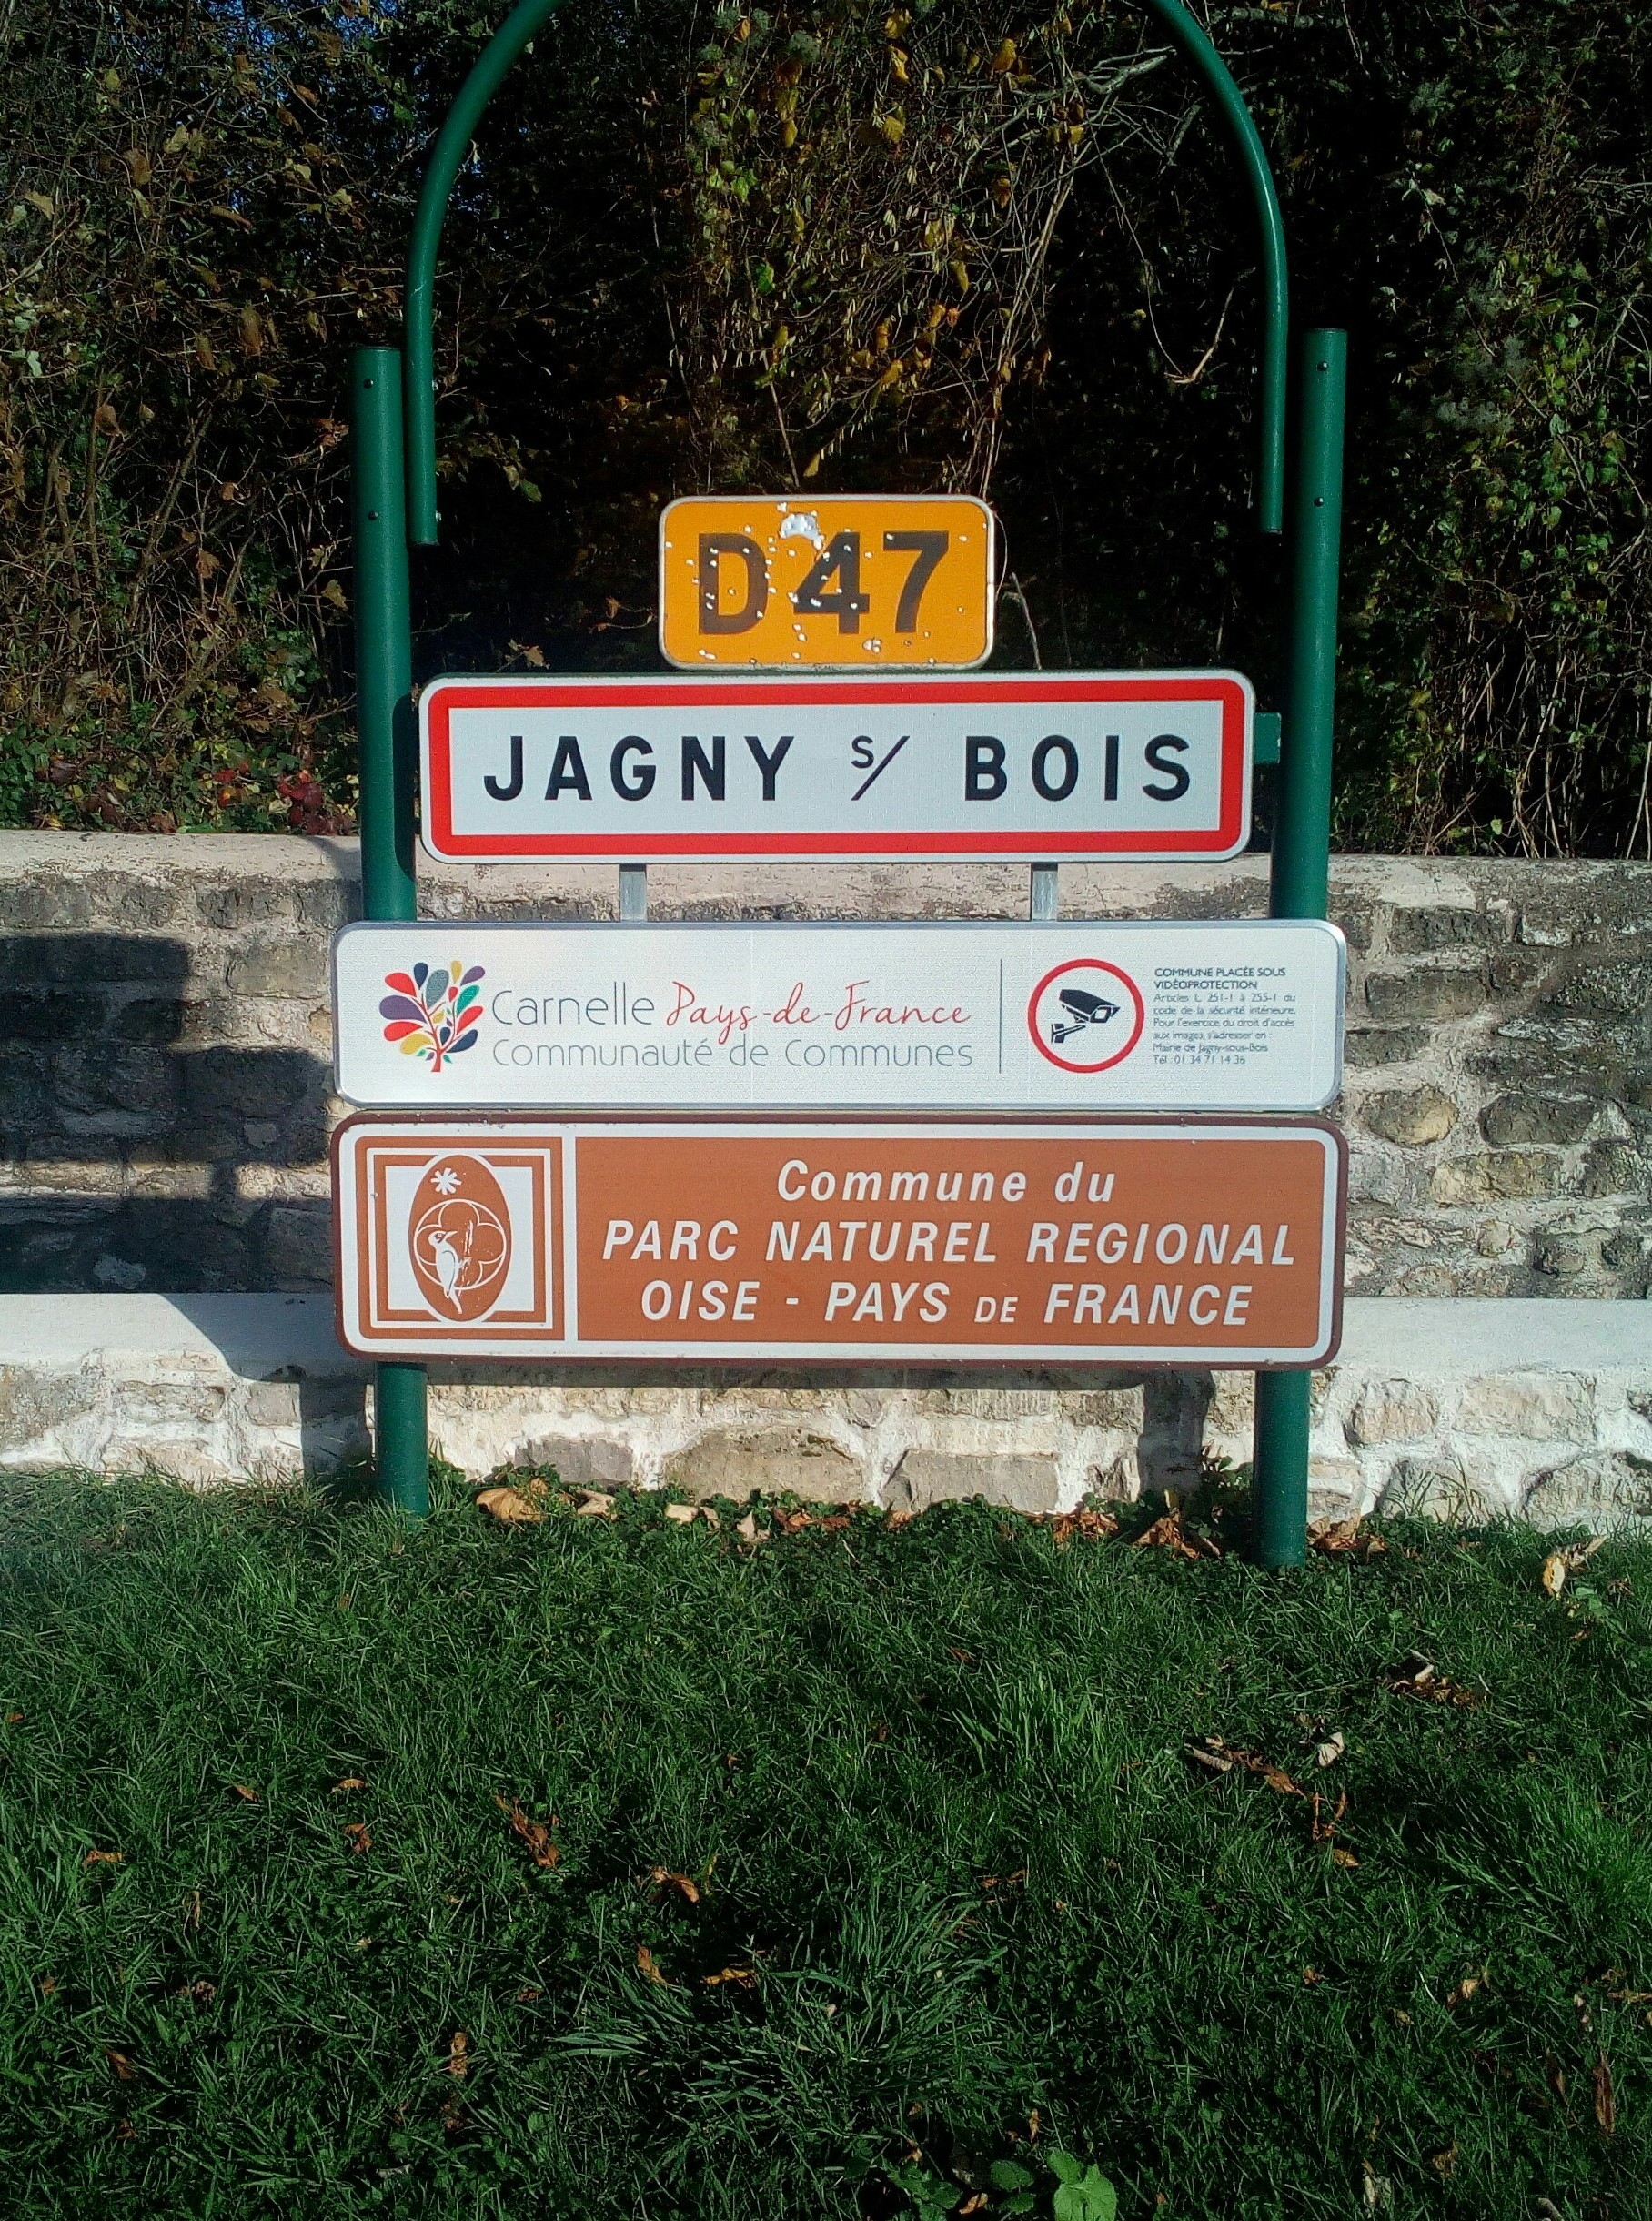 D47
JAGNY s/ BOIS
Carnelle Pays-de-France
Communauté de Communes
COMMUNE PLACÉE SOUS
VIDÉOPROTECTION
Articles L. 251-1 à 255-1 du
code de la sécurité intérieure.
Pour l'exercice du droit d'accès
aux images, s'adresser en :
Mairie de Jagny-sous-Bois
Tél : 01 34 71 14 36
Commune du
PARC NATUREL REGIONAL
OISE - PAYS DE FRANCE